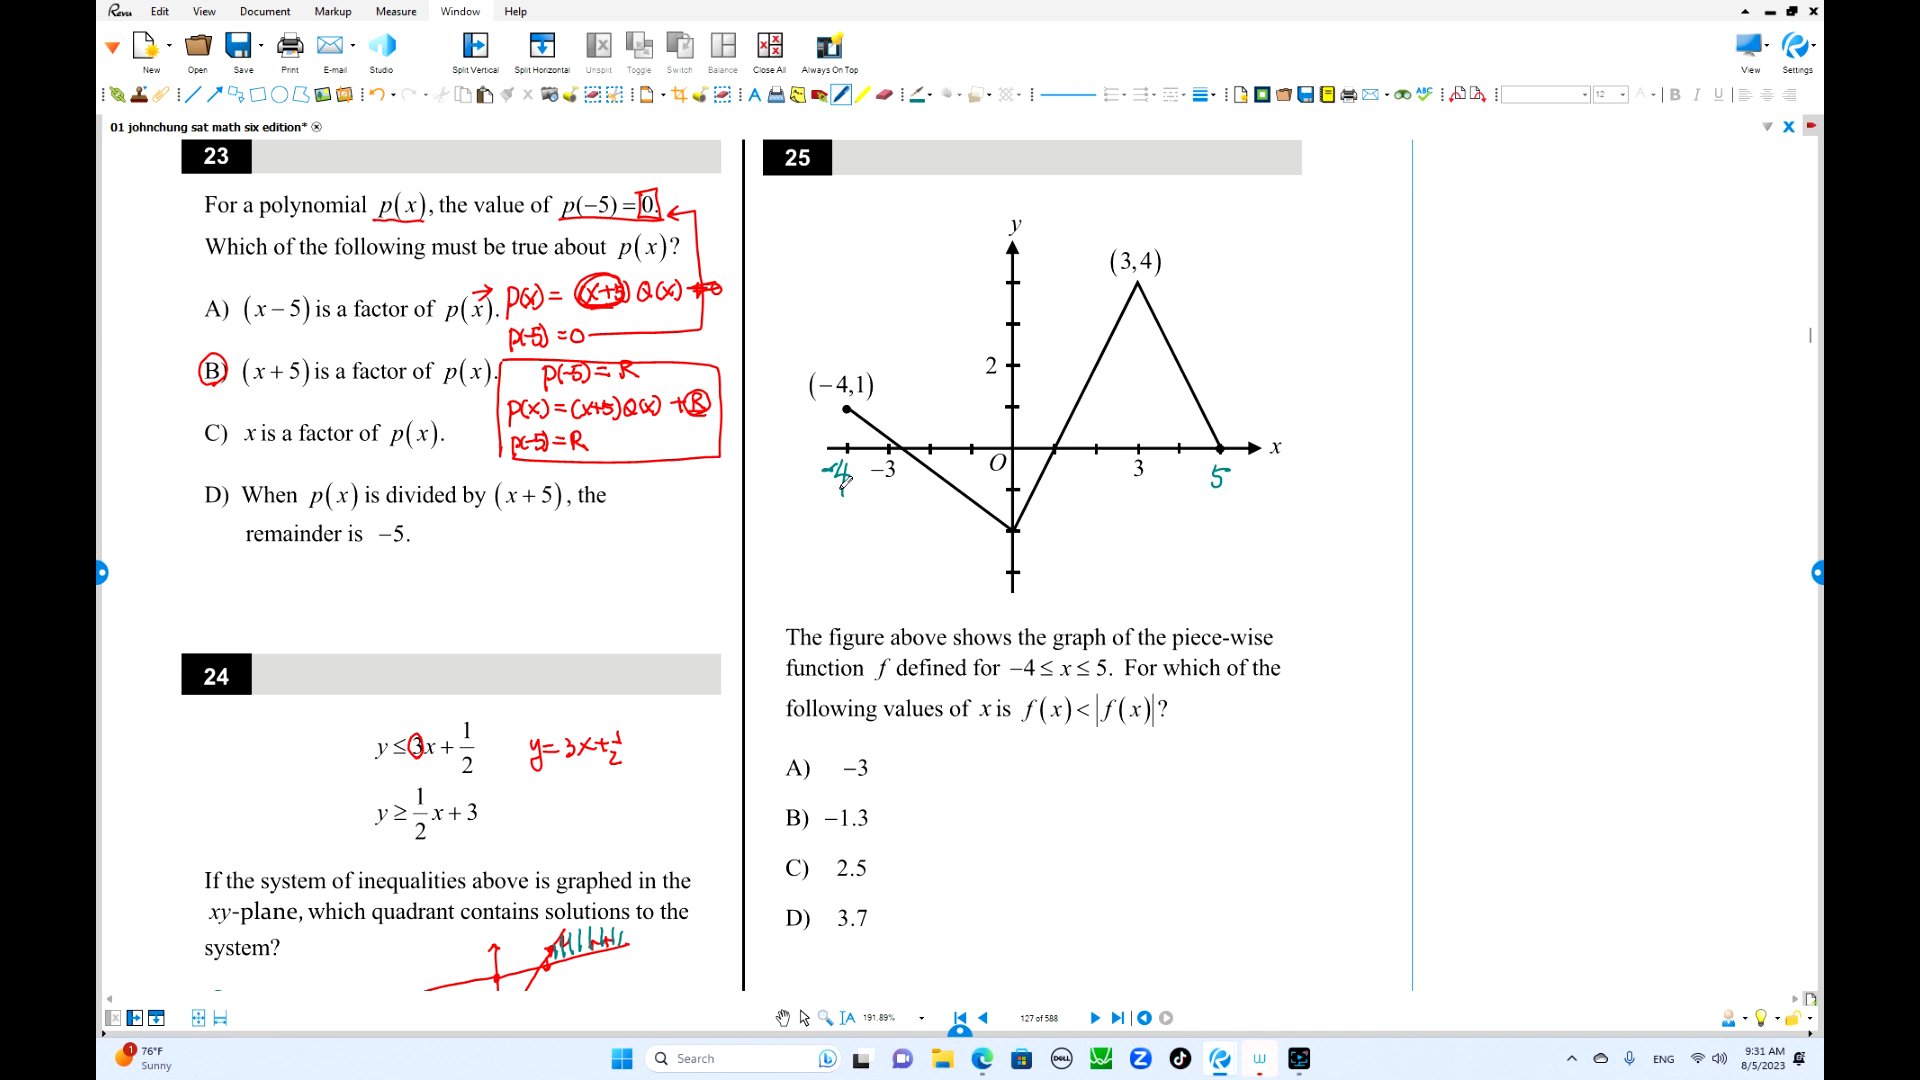 Revu Edit View Document Markup Measure Window Help
New Open Save Print E-mail Studio Split Vertical Split Horizontal Unsplit Toggle Switch Balance Close All Always On Top View Settings
12
01 johnchung sat math six edition*
23
For a polynomial p(x), the value of p(−5) = 0.
Which of the following must be true about p(x)?
A) (x − 5) is a factor of p(x).
p(x) = (x+5) Q(x) + 0
p(-5) = 0
B) (x + 5) is a factor of p(x).
p(-5) = R
p(x) = (x+5) Q(x) + R
p(-5) = R
C) x is a factor of p(x).
D) When p(x) is divided by (x + 5), the
remainder is −5.
24
y ≤ 3x + 1/2
y = 3x + 1/2
y ≥ 1/2 x + 3
If the system of inequalities above is graphed in the
xy-plane, which quadrant contains solutions to the
system?
25
y
(3,4)
2
(−4,1)
x
-4 −3 O 3 5
The figure above shows the graph of the piece-wise
function f defined for −4 ≤ x ≤ 5. For which of the
following values of x is f(x) < |f(x)|?
A) −3
B) −1.3
C) 2.5
D) 3.7
191.89% 127 of 588
1 76°F
Sunny
Search
DELL
ENG
9:31 AM
8/5/2023